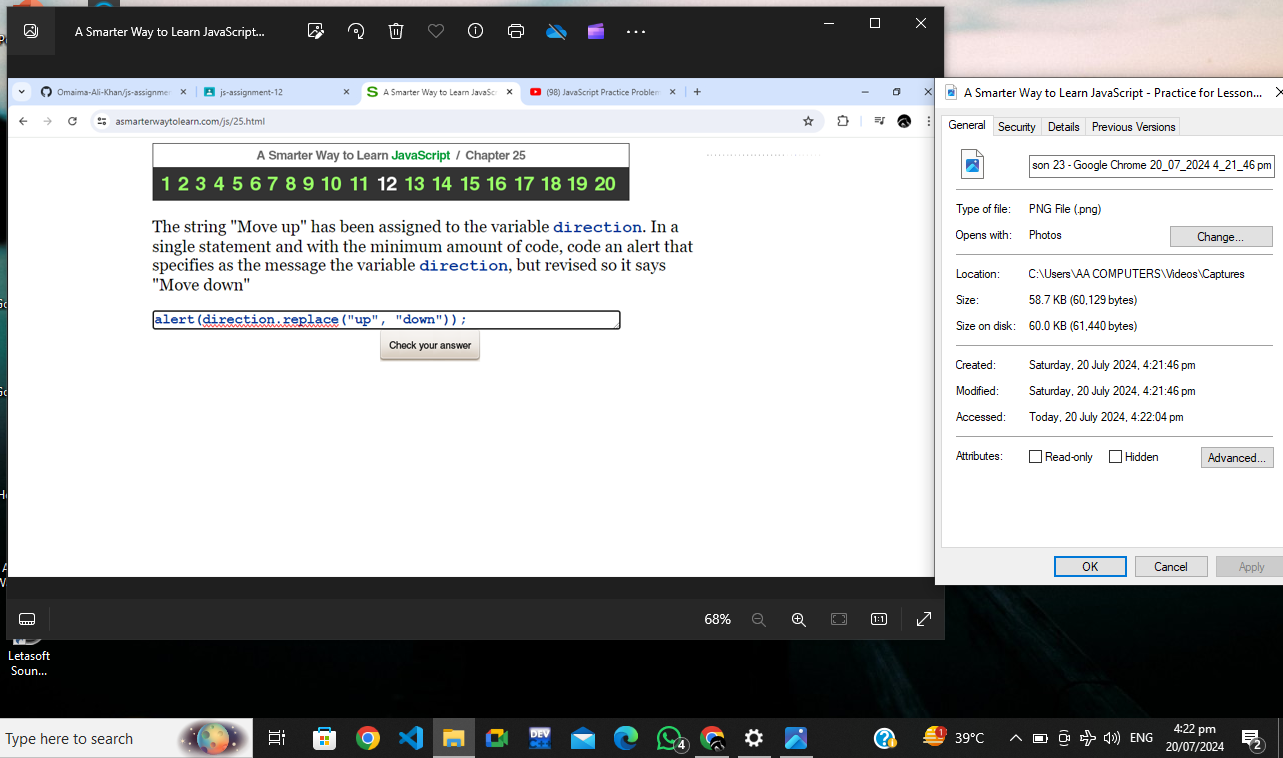 A Smarter Way to Learn JavaScript...
Omaima-Ali-Khan/js-assignme
js-assignment-12
A Smarter Way to Learn JavaSc
(98) JavaScript Practice Problem
asmarterwaytolearn.com/js/25.html
A Smarter Way to Learn JavaScript / Chapter 25
1 2 3 4 5 6 7 8 9 10 11 12 13 14 15 16 17 18 19 20
The string "Move up" has been assigned to the variable direction. In a
single statement and with the minimum amount of code, code an alert that
specifies as the message the variable direction, but revised so it says
"Move down"
alert(direction.replace("up", "down"));
Check your answer
68%
1:1
A Smarter Way to Learn JavaScript - Practice for Lesson...
General Security Details Previous Versions
son 23 - Google Chrome 20_07_2024 4_21_46 pm
Type of file: PNG File (.png)
Opens with: Photos Change...
Location: C:\Users\AA COMPUTERS\Videos\Captures
Size: 58.7 KB (60,129 bytes)
Size on disk: 60.0 KB (61,440 bytes)
Created: Saturday, 20 July 2024, 4:21:46 pm
Modified: Saturday, 20 July 2024, 4:21:46 pm
Accessed: Today, 20 July 2024, 4:22:04 pm
Attributes: Read-only Hidden Advanced...
OK Cancel Apply
Letasoft
Soun...
Type here to search
DEV
C++
4
1
39°C
ENG
4:22 pm
20/07/2024
2